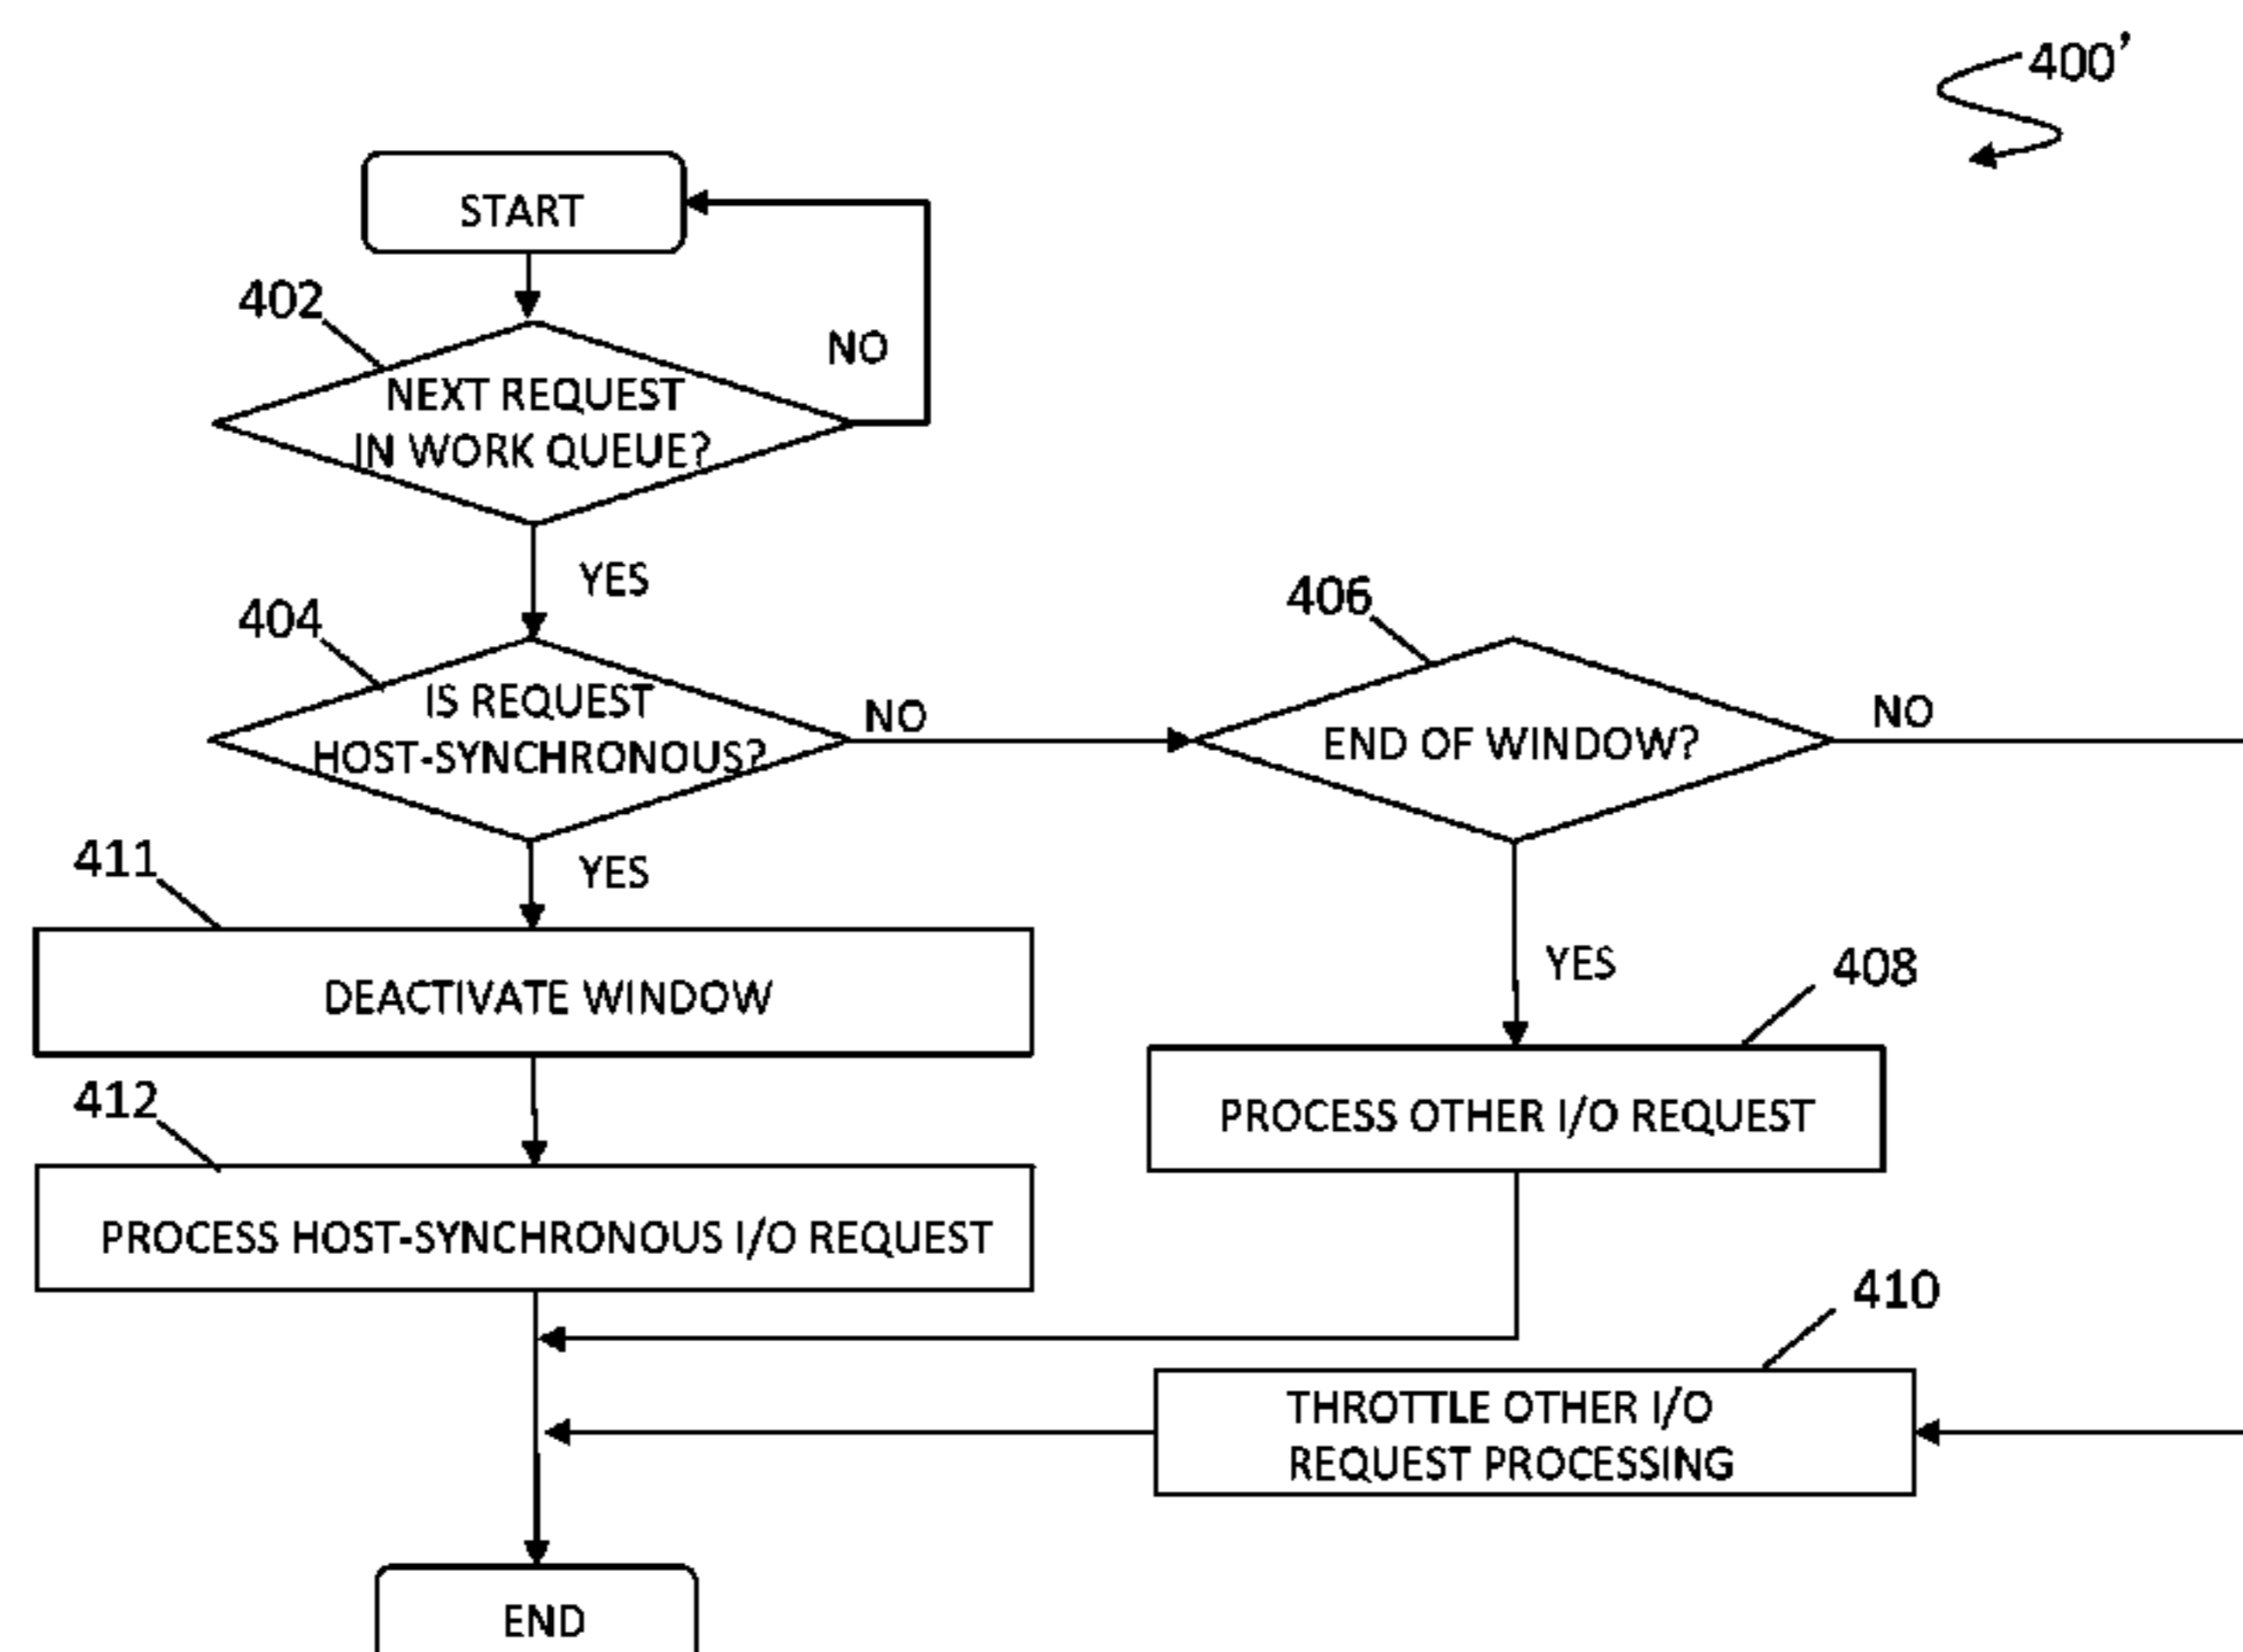 400'
START
402
NO
NEXT REQUEST
IN WORK QUEUE?
YES
404
406
IS REQUEST
HOST-SYNCHRONOUS?
NO
END OF WINDOW?
NO
411
YES
DEACTIVATE WINDOW
YES
408
412
PROCESS OTHER I/O REQUEST
PROCESS HOST-SYNCHRONOUS I/O REQUEST
410
THROTTLE OTHER I/O
REQUEST PROCESSING
END